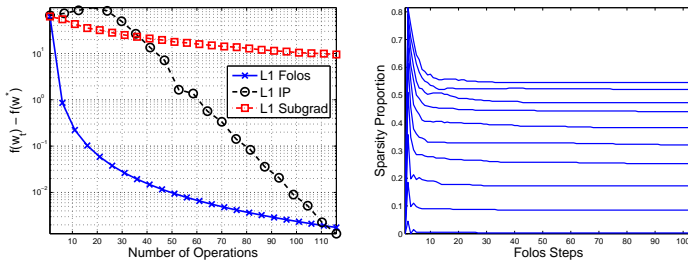 f(w_t) − f(w^*)
10^1
10^0
10^{-1}
10^{-2}
L1 Folos
L1 IP
L1 Subgrad
10 20 30 40 50 60 70 80 90 100 110
Number of Operations
Sparsity Proportion
0.8
0.7
0.6
0.5
0.4
0.3
0.2
0.1
0
10 20 30 40 50 60 70 80 90 100
Folos Steps